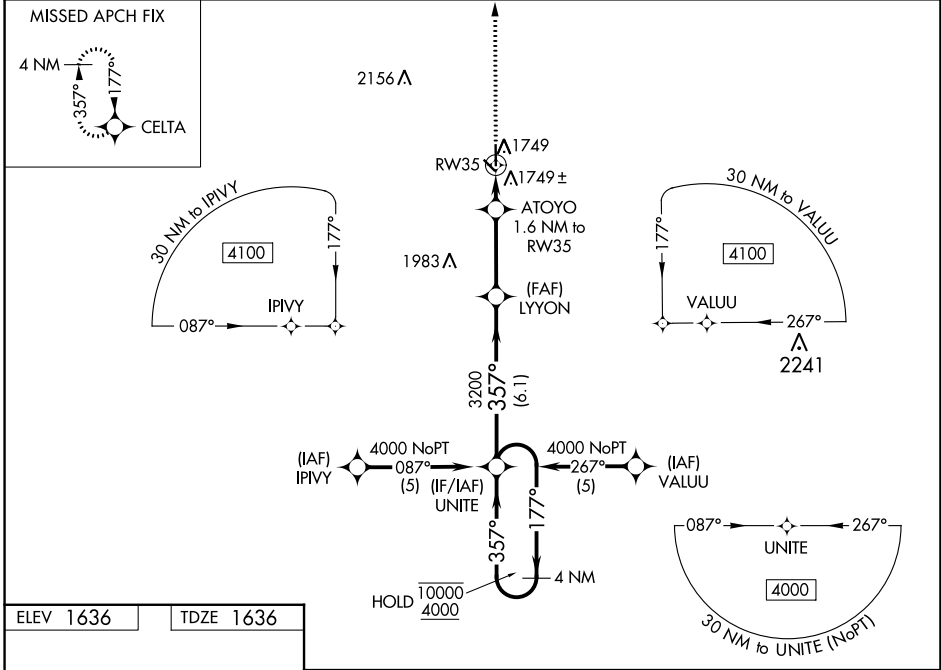 MISSED APCH FIX
4 NM
357°
177°
CELTA
2156
1749
RW35
1749 ±
ATOYO
1.6 NM to
RW35
30 NM to IPIVY
4100
177°
IPIVY
087°
1983
(FAF)
LYYON
30 NM to VALUU
177°
4100
VALUU
267°
2241
3200
357°
(6.1)
(IAF)
IPIVY
4000 NoPT
087°
(5)
(IF/IAF)
UNITE
4000 NoPT
267°
(5)
(IAF)
VALUU
357°
177°
4 NM
HOLD
10000
4000
087°
267°
UNITE
4000
30 NM to UNITE (NoPT)
ELEV 1636
TDZE 1636